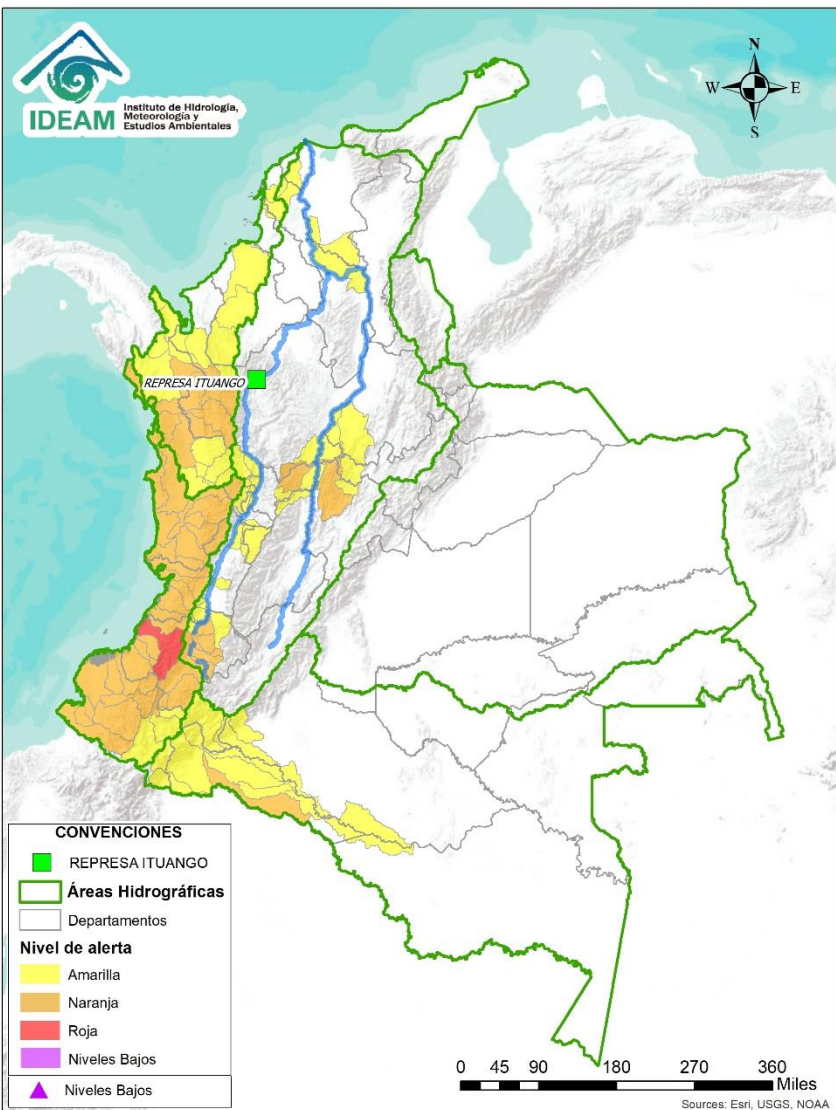 IDEAM
Instituto de Hidrología,
Meteorología y
Estudios Ambientales
N
W
E
S
REPRESA ITUANGO
CONVENCIONES
REPRESA ITUANGO
Áreas Hidrográficas
Departamentos
Nivel de alerta
Amarilla
Naranja
Roja
Niveles Bajos
Niveles Bajos
0 45 90 180 270 360
Miles
Sources: Esri, USGS, NOAA